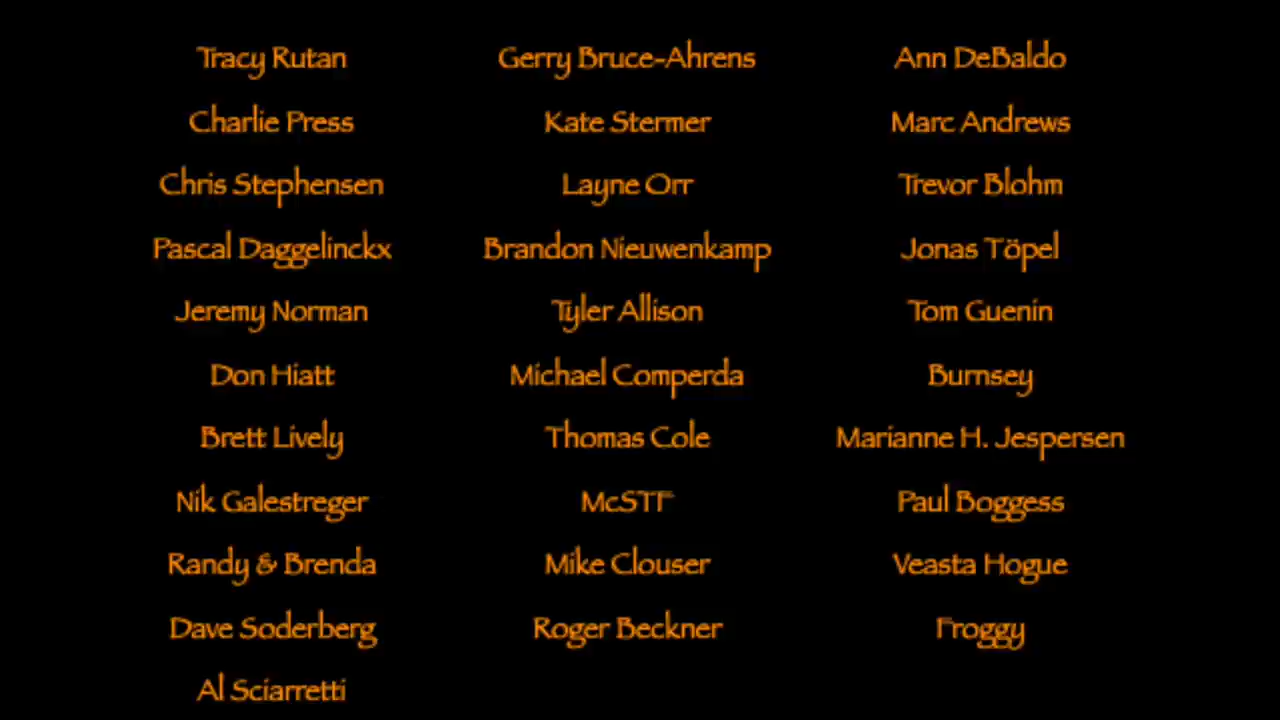 Tracy Rutan Gerry Bruce-Ahrens Ann DeBaldo
Charlie Press Kate Stermer Marc Andrews
Chris Stephensen Layne Orr Trevor Blohm
Pascal Daggelinckx Brandon Nieuwenkamp Jonas Töpel
Jeremy Norman Tyler Allison Tom Guenin
Don Hiatt Michael Comperda Burnsey
Brett Lively Thomas Cole Marianne H. Jespersen
Nik Galestreger McSTF Paul Boggess
Randy & Brenda Mike Clouser Veasta Hogue
Dave Soderberg Roger Beckner Froggy
Al Sciarretti